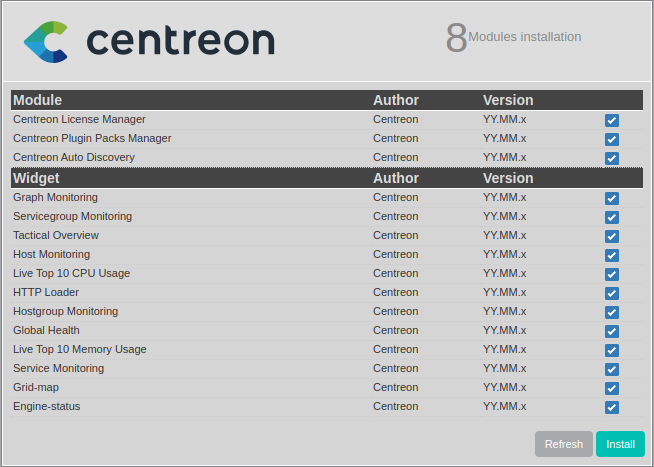 centreon
8 Modules installation
Module Author Version
Centreon License Manager Centreon YY.MM.x
Centreon Plugin Packs Manager Centreon YY.MM.x
Centreon Auto Discovery Centreon YY.MM.x
Widget Author Version
Graph Monitoring Centreon YY.MM.x
Servicegroup Monitoring Centreon YY.MM.x
Tactical Overview Centreon YY.MM.x
Host Monitoring Centreon YY.MM.x
Live Top 10 CPU Usage Centreon YY.MM.x
HTTP Loader Centreon YY.MM.x
Hostgroup Monitoring Centreon YY.MM.x
Global Health Centreon YY.MM.x
Live Top 10 Memory Usage Centreon YY.MM.x
Service Monitoring Centreon YY.MM.x
Grid-map Centreon YY.MM.x
Engine-status Centreon YY.MM.x
Refresh Install